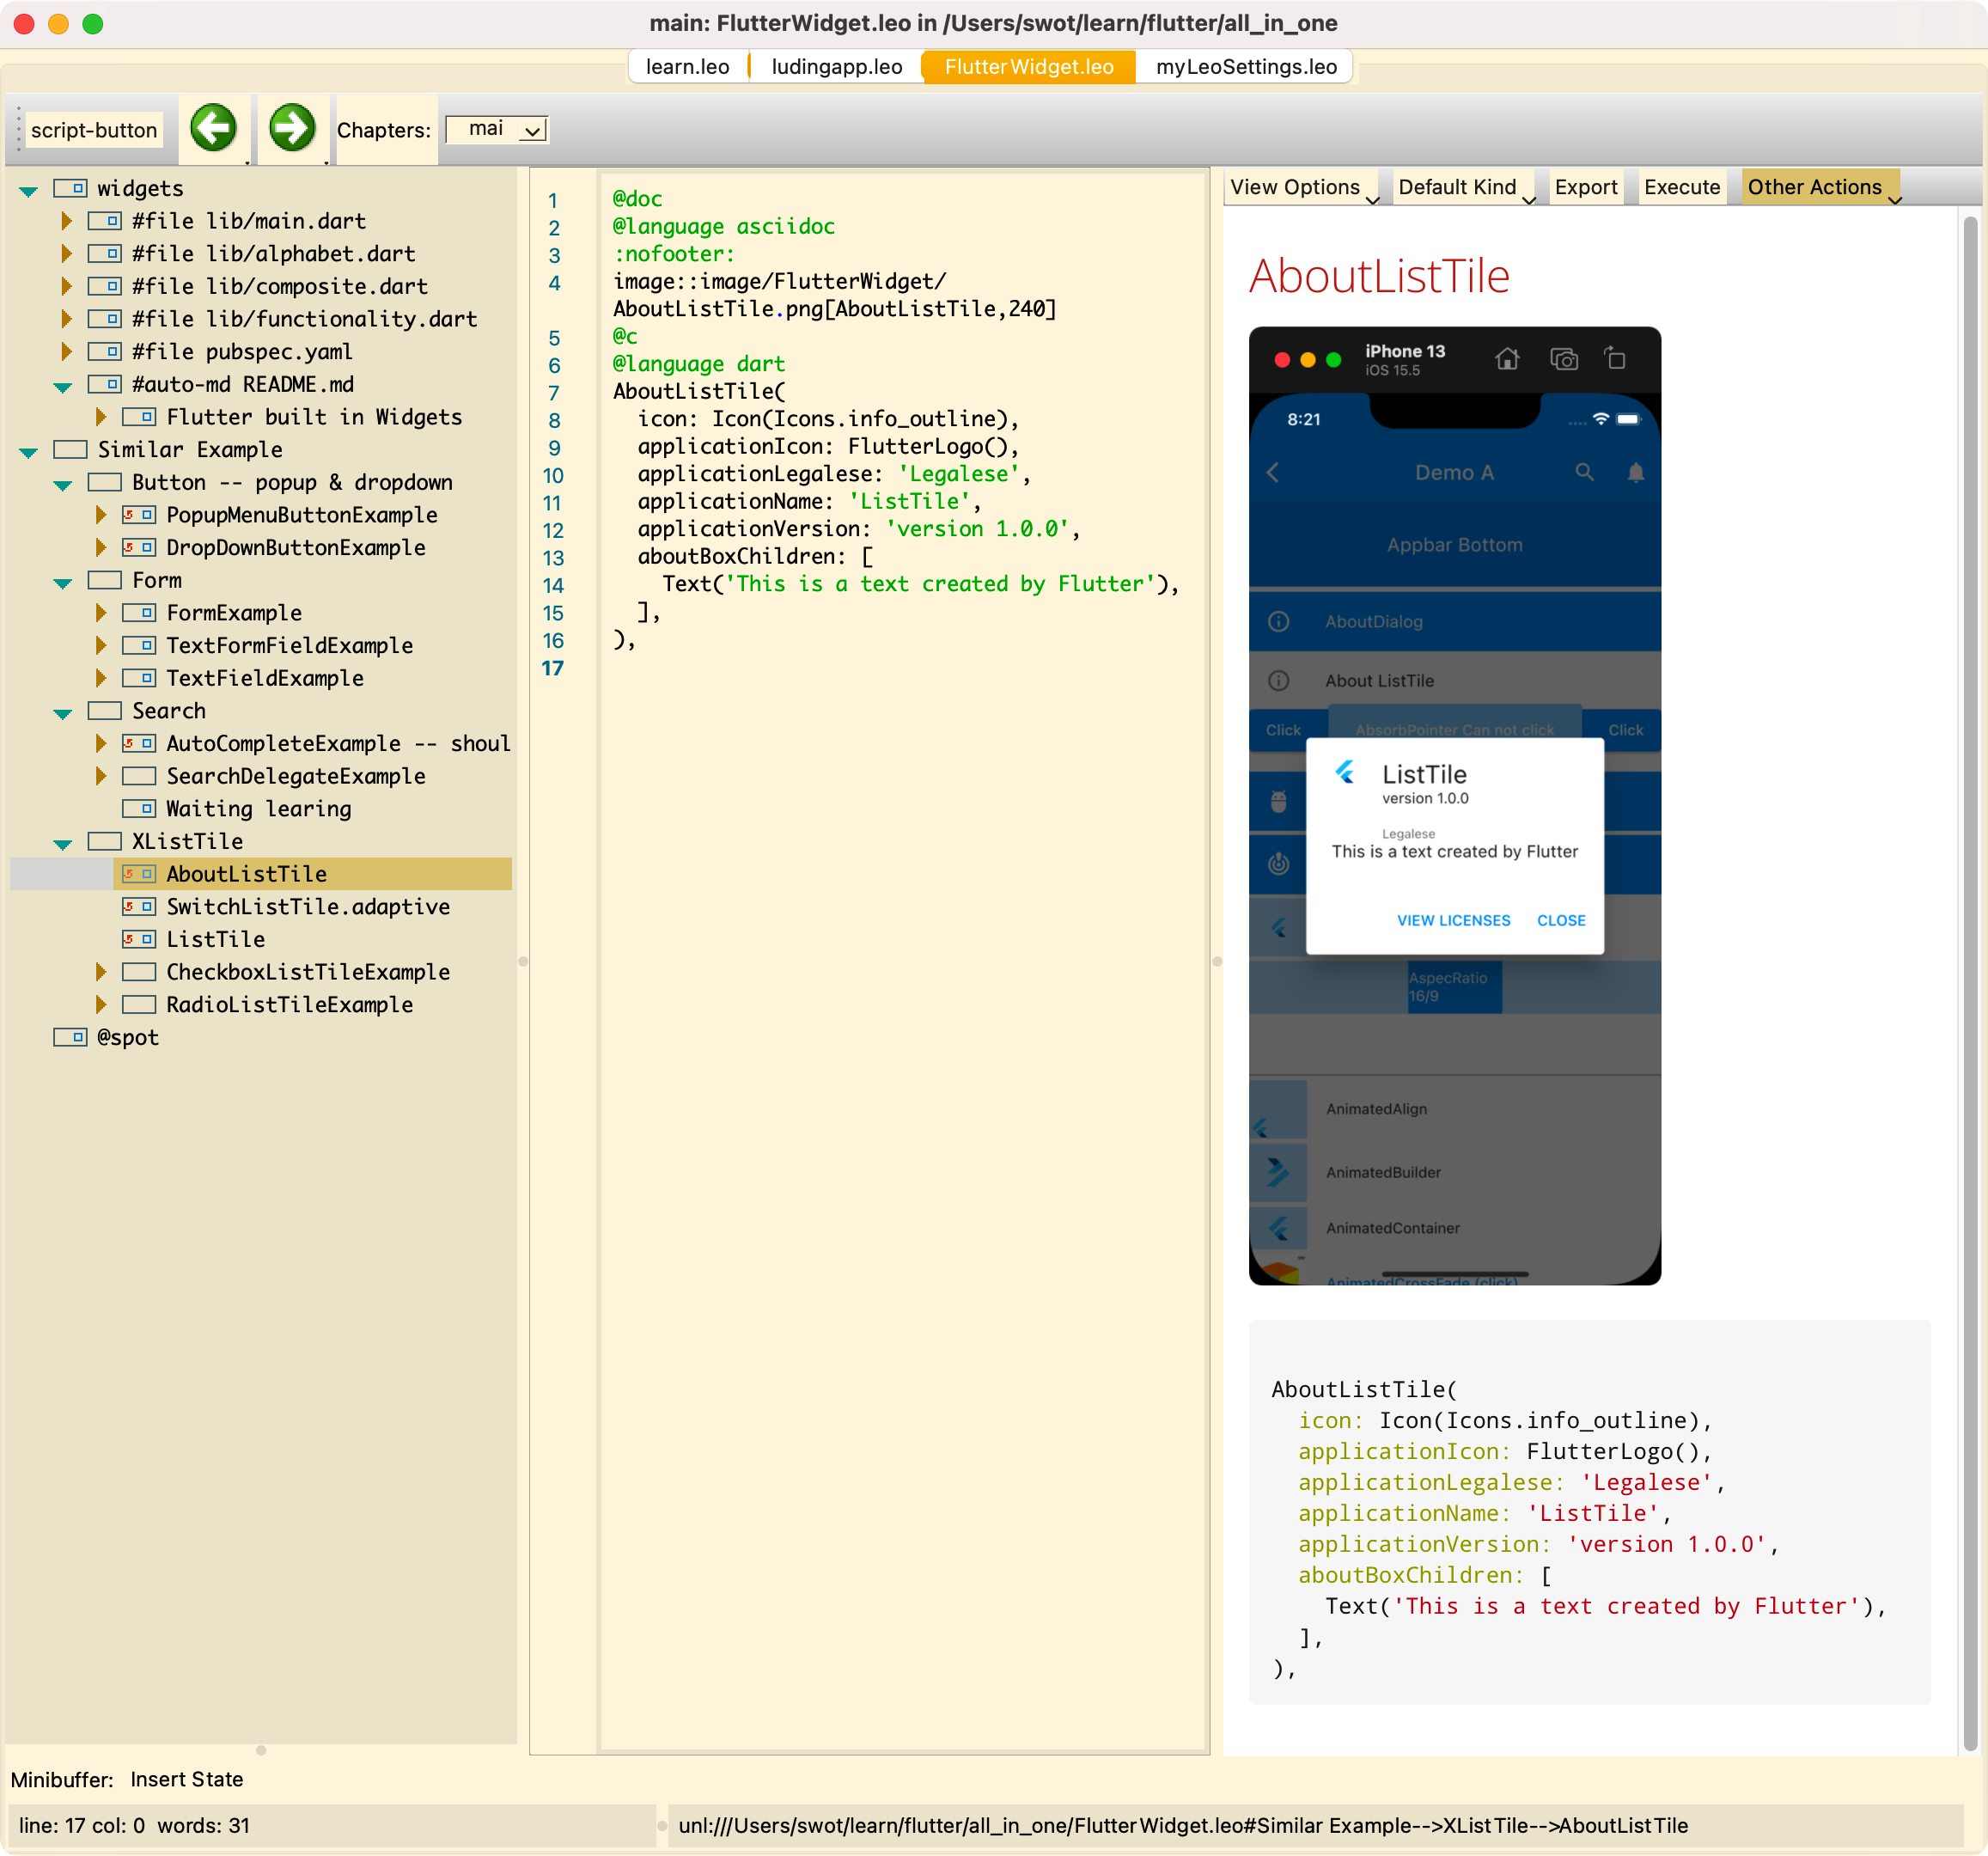 main: FlutterWidget.leo in /Users/swot/learn/flutter/all_in_one
learn.leo
ludingapp.leo
FlutterWidget.leo
myLeoSettings.leo
script-button
Chapters:
mai
widgets
#file lib/main.dart
#file lib/alphabet.dart
#file lib/composite.dart
#file lib/functionality.dart
#file pubspec.yaml
#auto-md README.md
Flutter built in Widgets
Similar Example
Button -- popup & dropdown
PopupMenuButtonExample
DropDownButtonExample
Form
FormExample
TextFormFieldExample
TextFieldExample
Search
AutoCompleteExample -- shoul
SearchDelegateExample
Waiting learing
XListTile
AboutListTile
SwitchListTile.adaptive
ListTile
CheckboxListTileExample
RadioListTileExample
@spot
1 @doc
2 @language asciidoc
3 :nofooter:
4 image::image/FlutterWidget/
AboutListTile.png[AboutListTile,240]
5 @c
6 @language dart
7 AboutListTile(
8 icon: Icon(Icons.info_outline),
9 applicationIcon: FlutterLogo(),
10 applicationLegalese: 'Legalese',
11 applicationName: 'ListTile',
12 applicationVersion: 'version 1.0.0',
13 aboutBoxChildren: [
14 Text('This is a text created by Flutter'),
15 ],
16 ),
17
View Options
Default Kind
Export
Execute
Other Actions
AboutListTile
iPhone 13
iOS 15.5
8:21
Demo A
Appbar Bottom
AboutDialog
About ListTile
Click
AbsorbPointer Can not click
Click
ListTile
version 1.0.0
Legalese
This is a text created by Flutter
VIEW LICENSES
CLOSE
AspecRatio
16/9
AnimatedAlign
AnimatedBuilder
AnimatedContainer
AnimatedCrossFade (click)
AboutListTile(
icon: Icon(Icons.info_outline),
applicationIcon: FlutterLogo(),
applicationLegalese: 'Legalese',
applicationName: 'ListTile',
applicationVersion: 'version 1.0.0',
aboutBoxChildren: [
Text('This is a text created by Flutter'),
],
),
Minibuffer: Insert State
line: 17 col: 0 words: 31
unl:///Users/swot/learn/flutter/all_in_one/FlutterWidget.leo#Similar Example-->XListTile-->AboutListTile